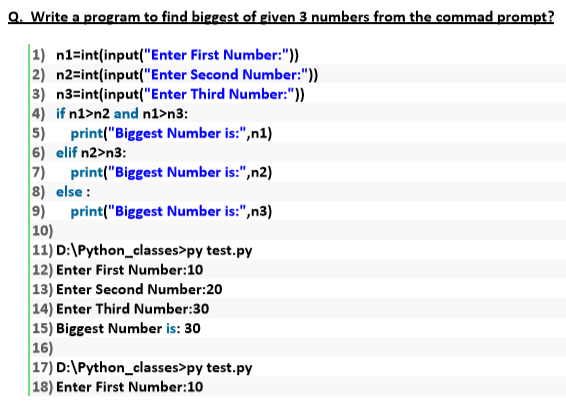 Q. Write a program to find biggest of given 3 numbers from the commad prompt?
1) n1=int(input("Enter First Number:"))
2) n2=int(input("Enter Second Number:"))
3) n3=int(input("Enter Third Number:"))
4) if n1>n2 and n1>n3:
5)    print("Biggest Number is:",n1)
6) elif n2>n3:
7)    print("Biggest Number is:",n2)
8) else :
9)    print("Biggest Number is:",n3)
10)
11) D:\Python_classes>py test.py
12) Enter First Number:10
13) Enter Second Number:20
14) Enter Third Number:30
15) Biggest Number is: 30
16)
17) D:\Python_classes>py test.py
18) Enter First Number:10